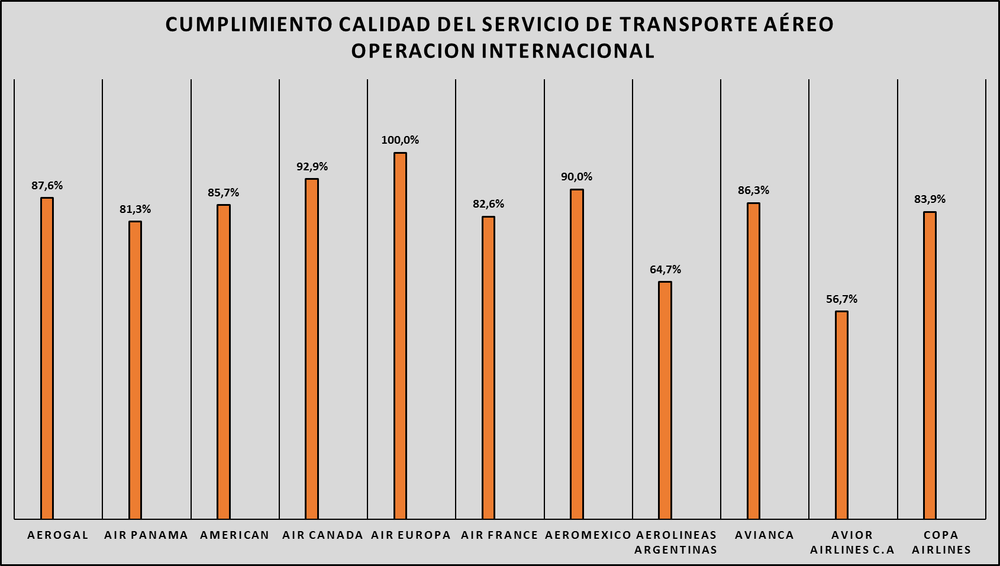 CUMPLIMIENTO CALIDAD DEL SERVICIO DE TRANSPORTE AÉREO
OPERACION INTERNACIONAL
87,6%
81,3%
85,7%
92,9%
100,0%
82,6%
90,0%
64,7%
86,3%
56,7%
83,9%
AEROGAL
AIR PANAMA
AMERICAN
AIR CANADA
AIR EUROPA
AIR FRANCE
AEROMEXICO
AEROLINEAS
ARGENTINAS
AVIANCA
AVIOR
AIRLINES C.A
COPA
AIRLINES